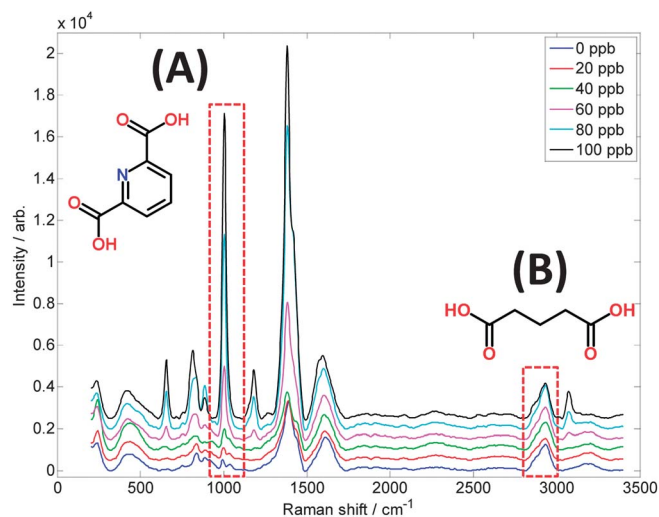 x 10⁴
(A)
0 ppb
20 ppb
40 ppb
60 ppb
80 ppb
100 ppb
O
OH
N
O
OH
(B)
HO
OH
O
O
2
1.8
1.6
1.4
1.2
1.0
0.8
0.6
0.4
0.2
0
Intensity / arb.
0
500
1000
1500
2000
2500
3000
3500
Raman shift / cm⁻¹